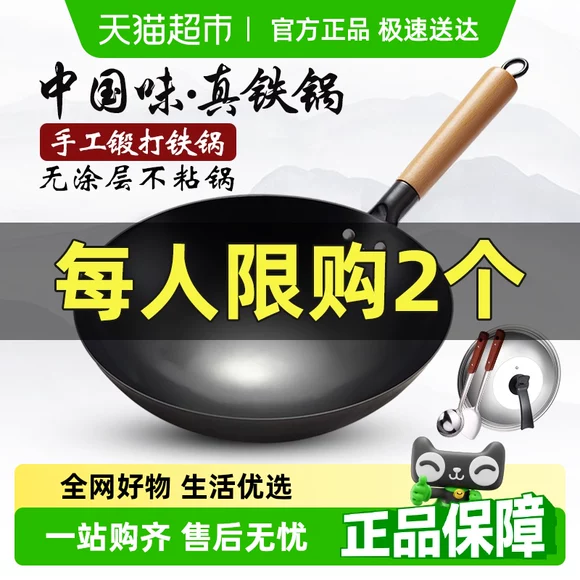 天猫超市 官方正品 极速送达
中国味·真铁锅
手工锻打铁锅
无涂层不粘锅
每人限购2个
全网好物 生活优选
一站购齐 售后无忧 正品保障